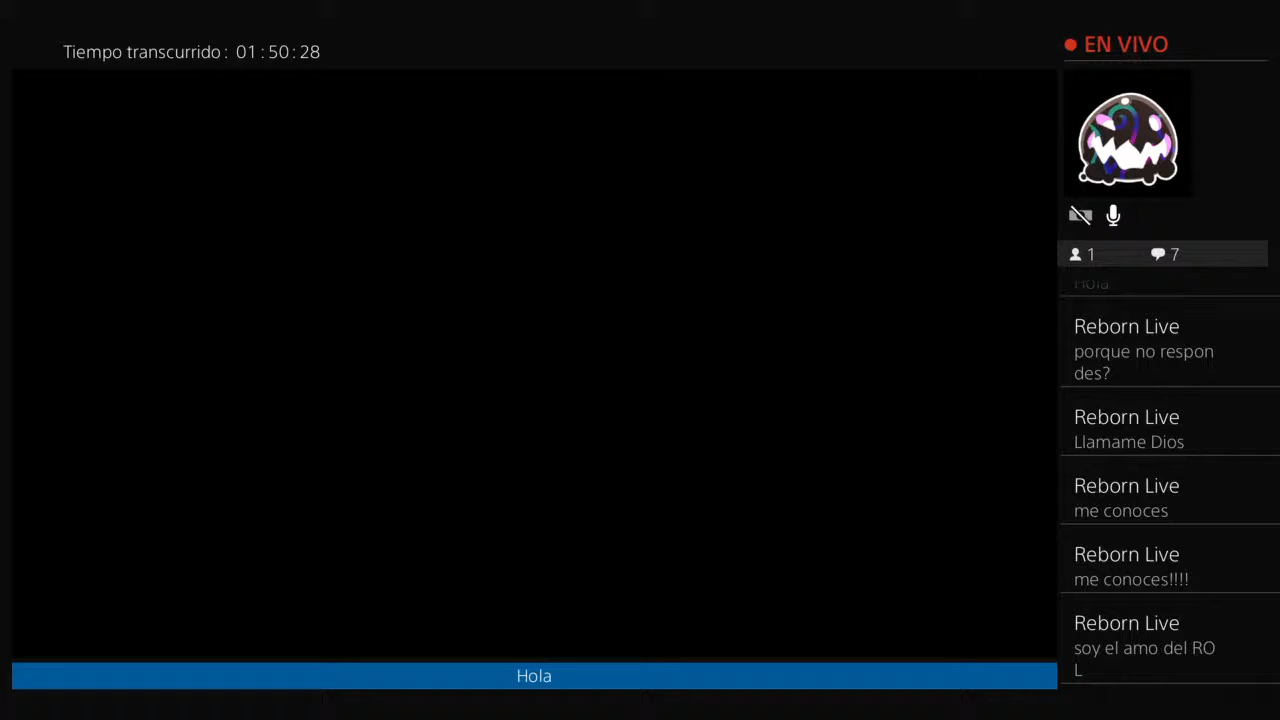 Tiempo transcurrido : 01 : 50 : 28
EN VIVO
1
7
Hola
Reborn Live
porque no respon
des?
Reborn Live
Llamame Dios
Reborn Live
me conoces
Reborn Live
me conoces!!!!
Reborn Live
soy el amo del RO
L
Hola